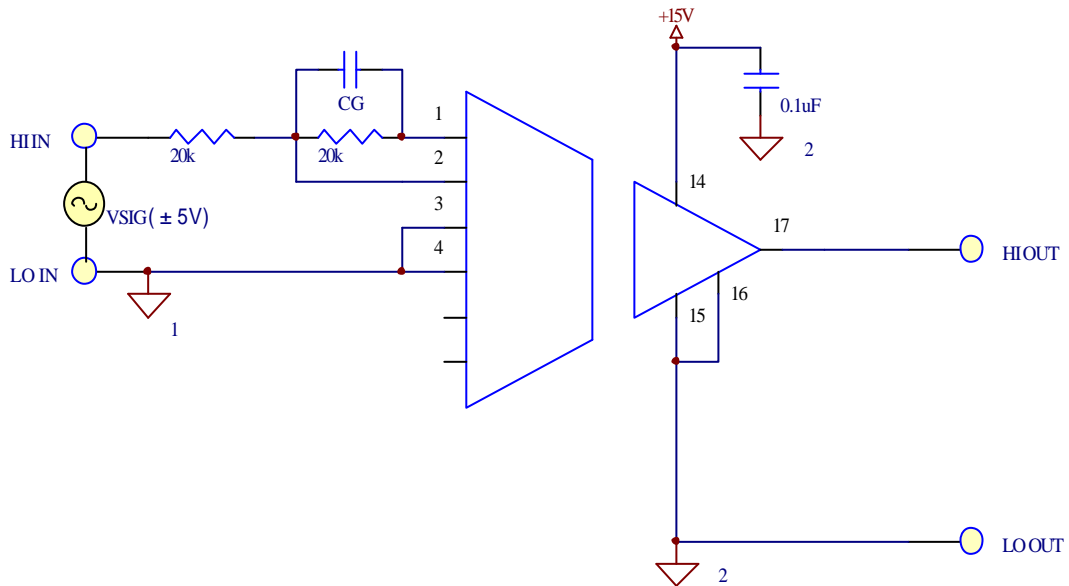 +15V
CG
0.1uF
1
HI IN
20k
20k
2
2
14
3
VSIG( ± 5V)
17
4
HI OUT
LO IN
16
15
1
LO OUT
2